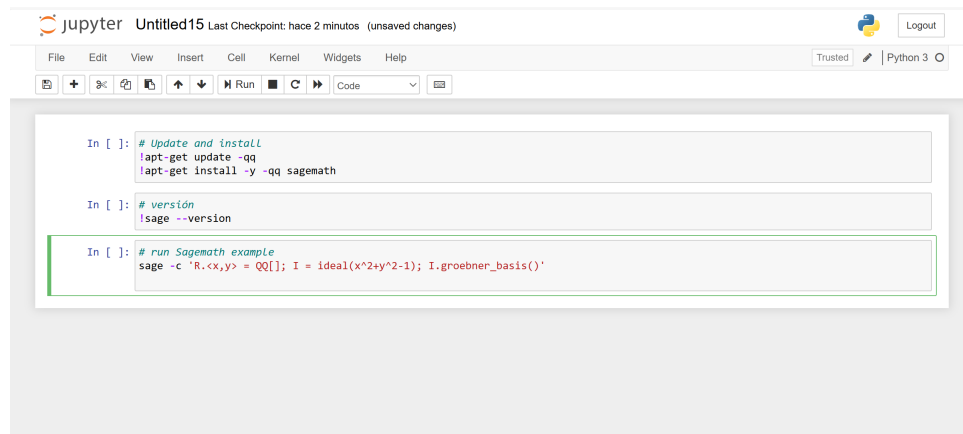 jupyter Untitled15 Last Checkpoint: hace 2 minutos (unsaved changes)
Logout
File Edit View Insert Cell Kernel Widgets Help
Trusted Python 3
Run Code
In [ ]: # Update and install
!apt-get update -qq
!apt-get install -y -qq sagemath
In [ ]: # versión
!sage --version
In [ ]: # run Sagemath example
sage -c 'R.<x,y> = QQ[]; I = ideal(x^2+y^2-1); I.groebner_basis()'